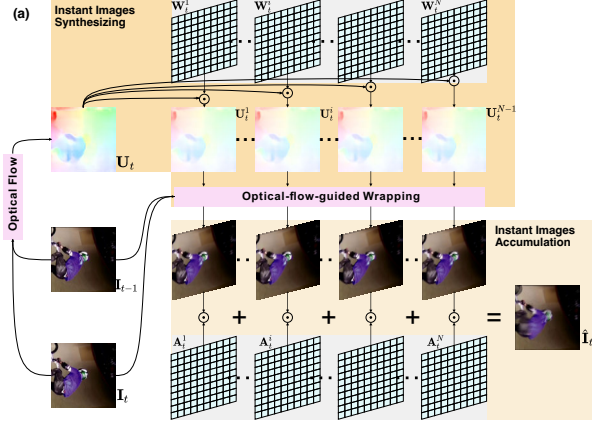 (a)
Instant Images
Synthesizing
W_t^1
W_t^i
W_t^N
U_t^1
U_t^i
U_t^{N-1}
U_t
Optical Flow
Optical-flow-guided Wrapping
Instant Images
Accumulation
I_{t-1}
+ + + =
Î_t
A_t^1
A_t^i
A_t^N
I_t